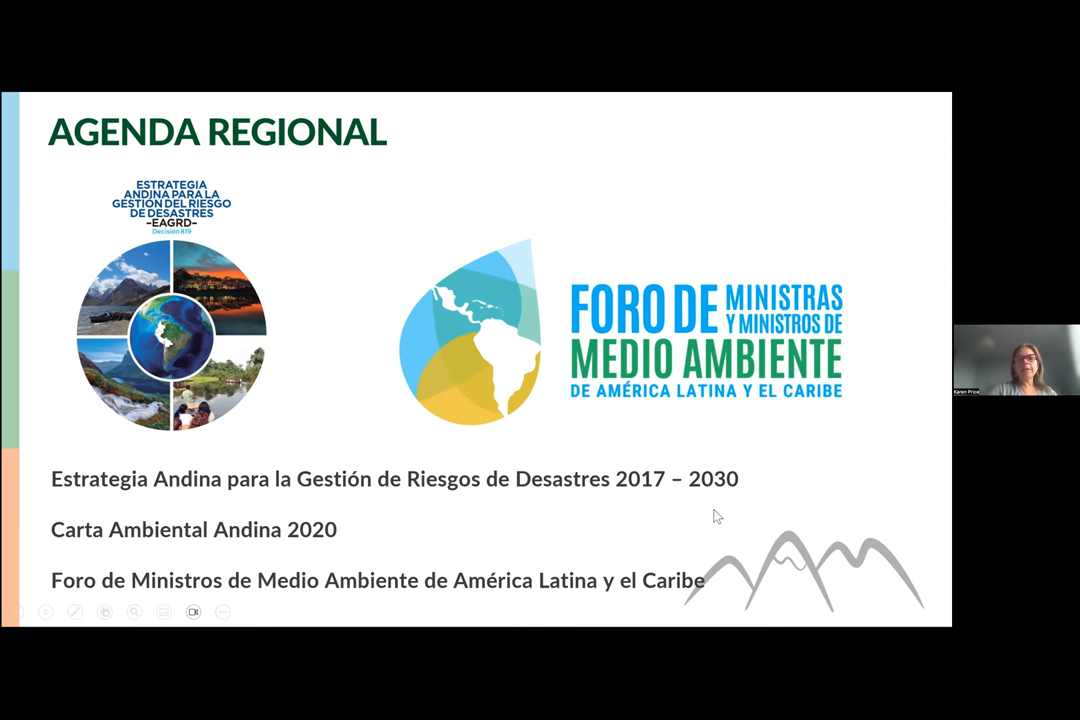 AGENDA REGIONAL
ESTRATEGIA
ANDINA PARA LA
GESTIÓN DEL RIESGO
DE DESASTRES
–EAGRD–
Decisión 819
FORO DE MINISTRAS
Y MINISTROS DE
MEDIO AMBIENTE
DE AMÉRICA LATINA Y EL CARIBE
Estrategia Andina para la Gestión de Riesgos de Desastres 2017 – 2030
Carta Ambiental Andina 2020
Foro de Ministros de Medio Ambiente de América Latina y el Caribe
Karen Price